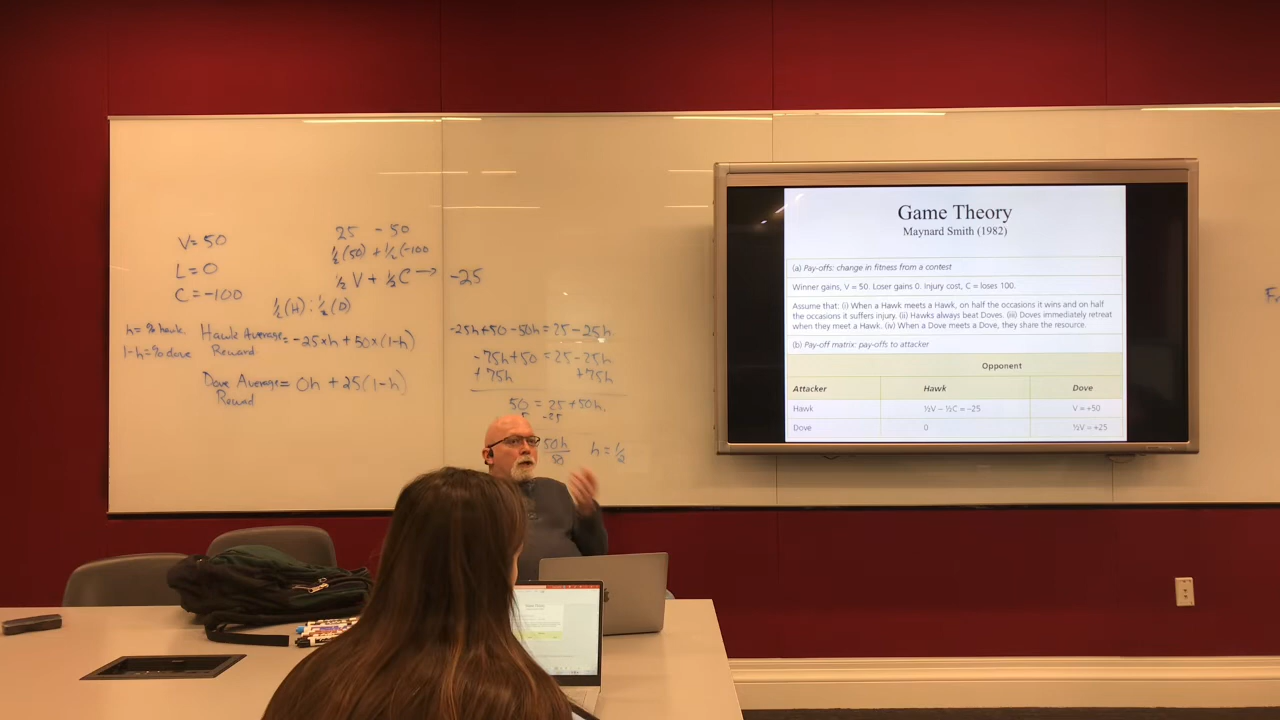 V=50
L=0
C=-100
25 -50
½(50)+½(-100
½V+½C→ -25
½(H):½(D)
h=% hawk
1-h=% dove
Hawk Average=-25×h+50×(1-h)
Reward
Dove Average=0h+25(1-h)
Reward
-25h+50-50h=25-25h
-75h+50=25-25h
+75h +75h
50=25+50h
-25
50h
50
h=½
Game Theory
Maynard Smith (1982)
(a) Pay-offs: change in fitness from a contest
Winner gains, V = 50. Loser gains 0. Injury cost, C = loses 100.
Assume that: (i) When a Hawk meets a Hawk, on half the occasions it wins and on half
the occasions it suffers injury. (ii) Hawks always beat Doves. (iii) Doves immediately retreat
when they meet a Hawk. (iv) When a Dove meets a Dove, they share the resource.
(b) Pay-off matrix: pay-offs to attacker
Opponent
Attacker Hawk Dove
Hawk ½V – ½C = –25 V = +50
Dove 0 ½V = +25